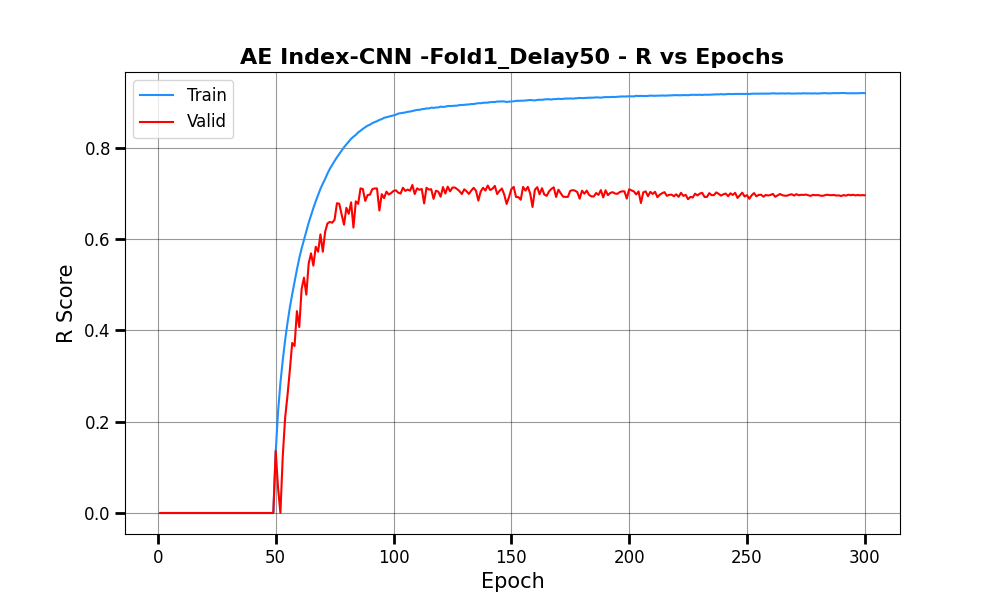 AE Index-CNN -Fold1_Delay50 - R vs Epochs
Train
Valid
R Score
0.8
0.6
0.4
0.2
0.0
0 50 100 150 200 250 300
Epoch